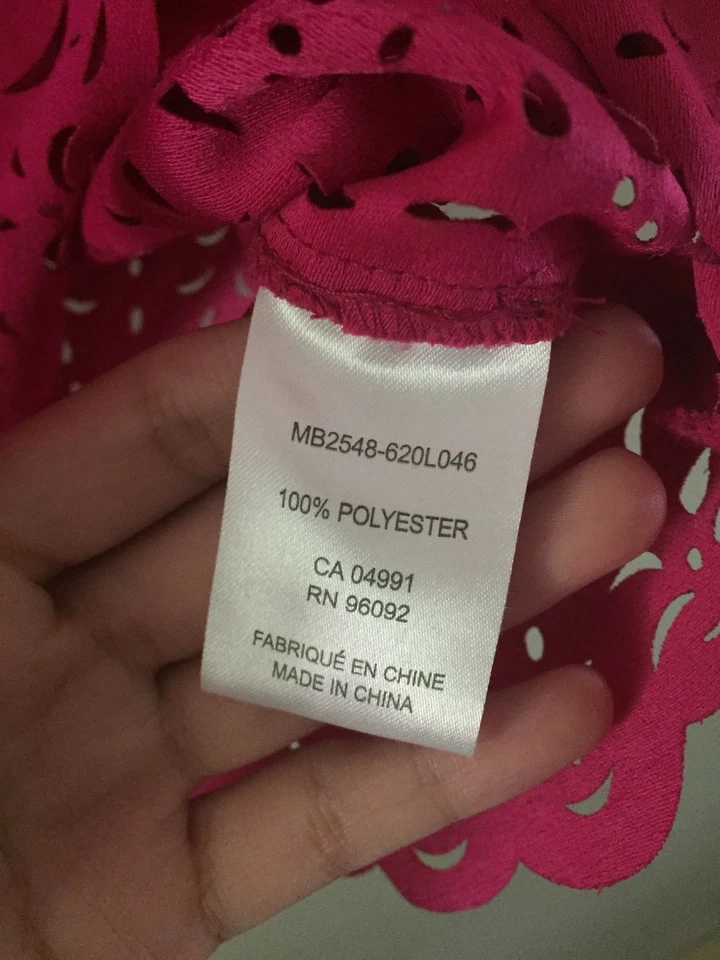 MB2548-620L046
100% POLYESTER
CA 04991
RN 96092
FABRIQUÉ EN CHINE
MADE IN CHINA